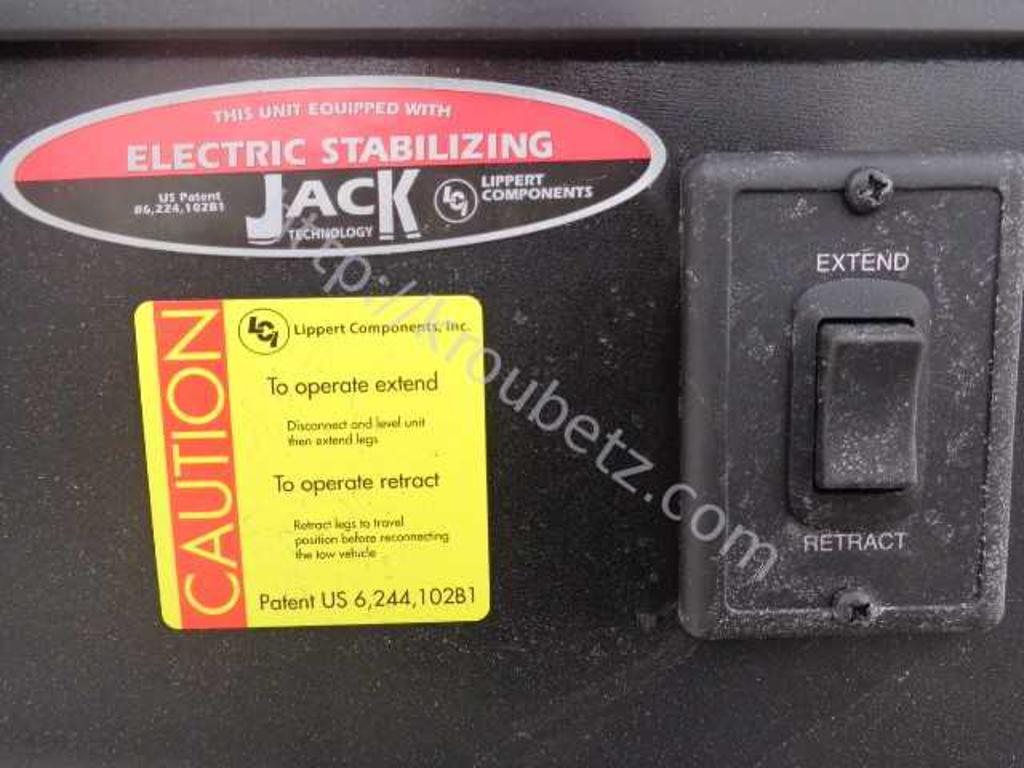 THIS UNIT EQUIPPED WITH
ELECTRIC STABILIZING
US Patent
#6,224,102B1
JACK
TECHNOLOGY
LCI
LIPPERT
COMPONENTS
CAUTION
LCI
Lippert Components, Inc.
To operate extend
Disconnect and level unit
then extend legs
To operate retract
Retract legs to travel
position before reconnecting
the tow vehicle
Patent US 6,244,102B1
EXTEND
RETRACT
http://kroubetz.com